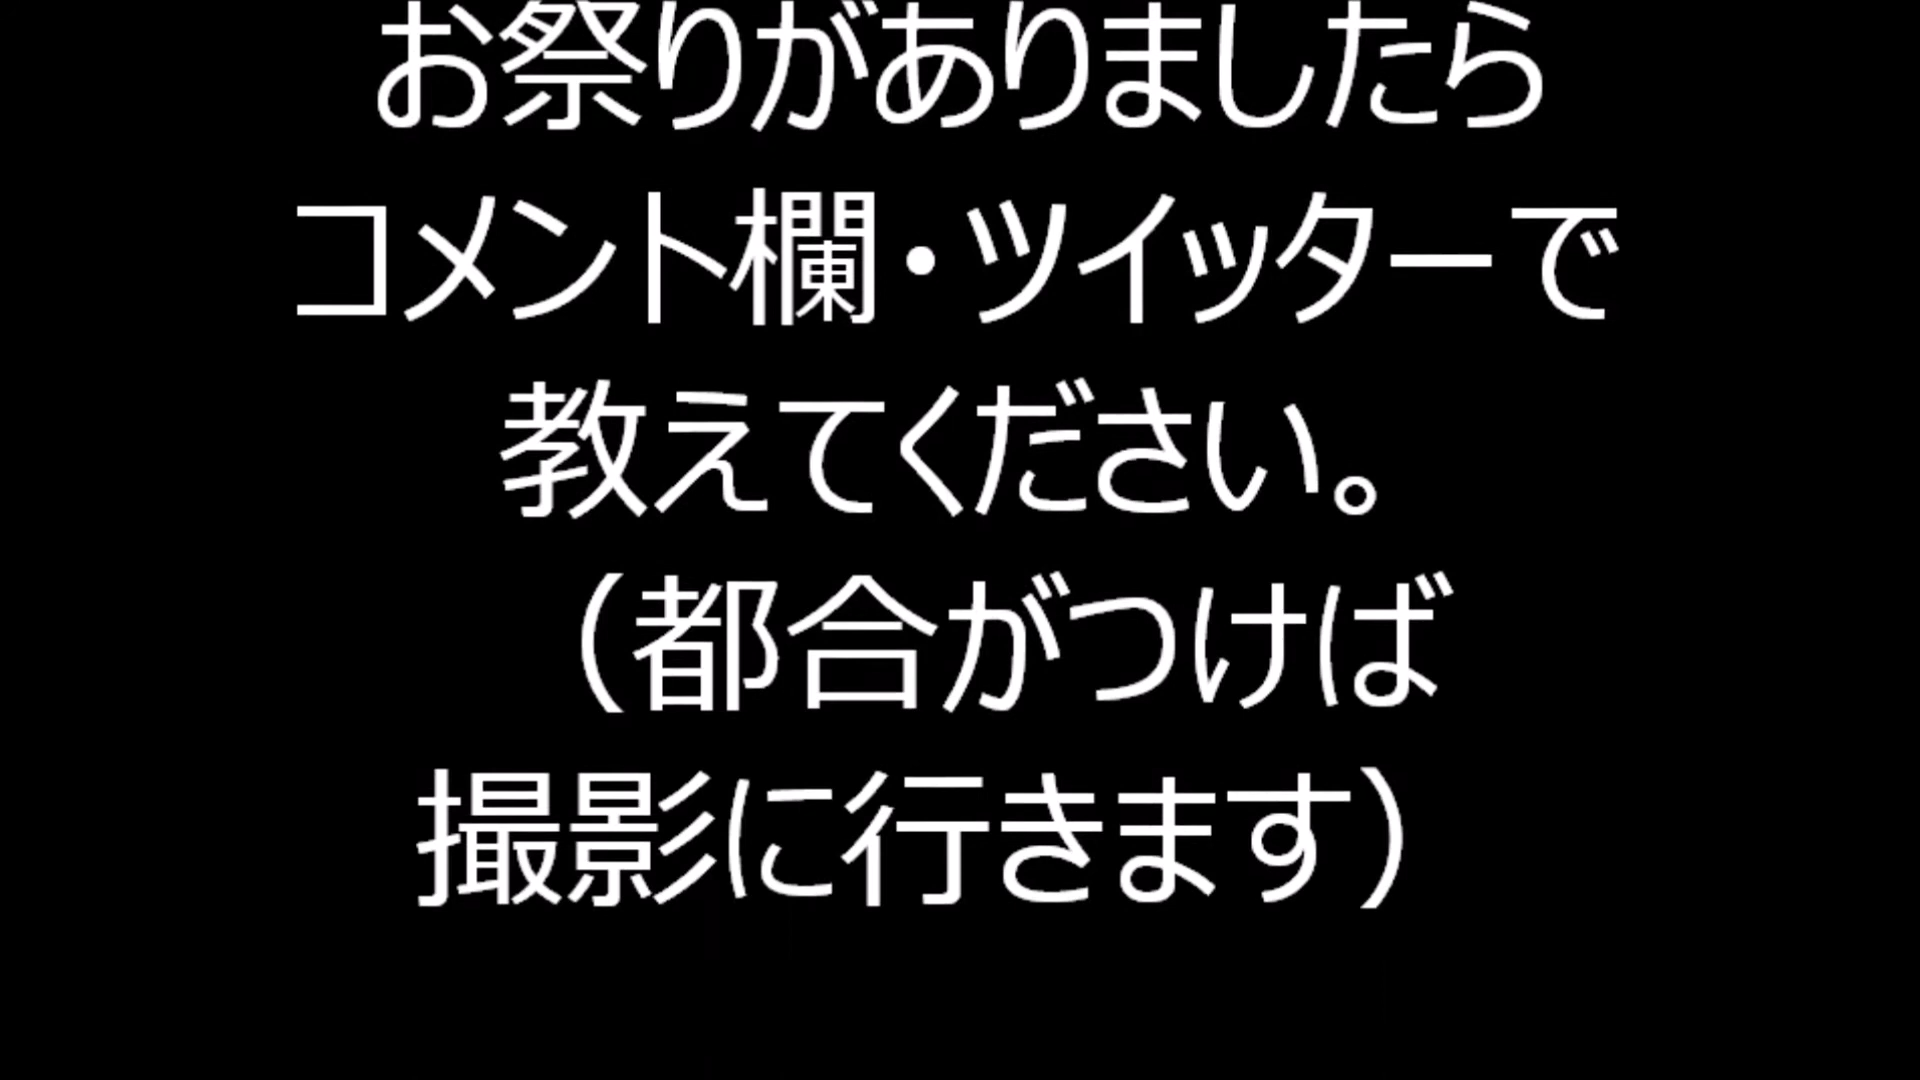 お祭りがありましたら
コメント欄・ツイッターで
教えてください。
（都合がつけば
撮影に行きます）